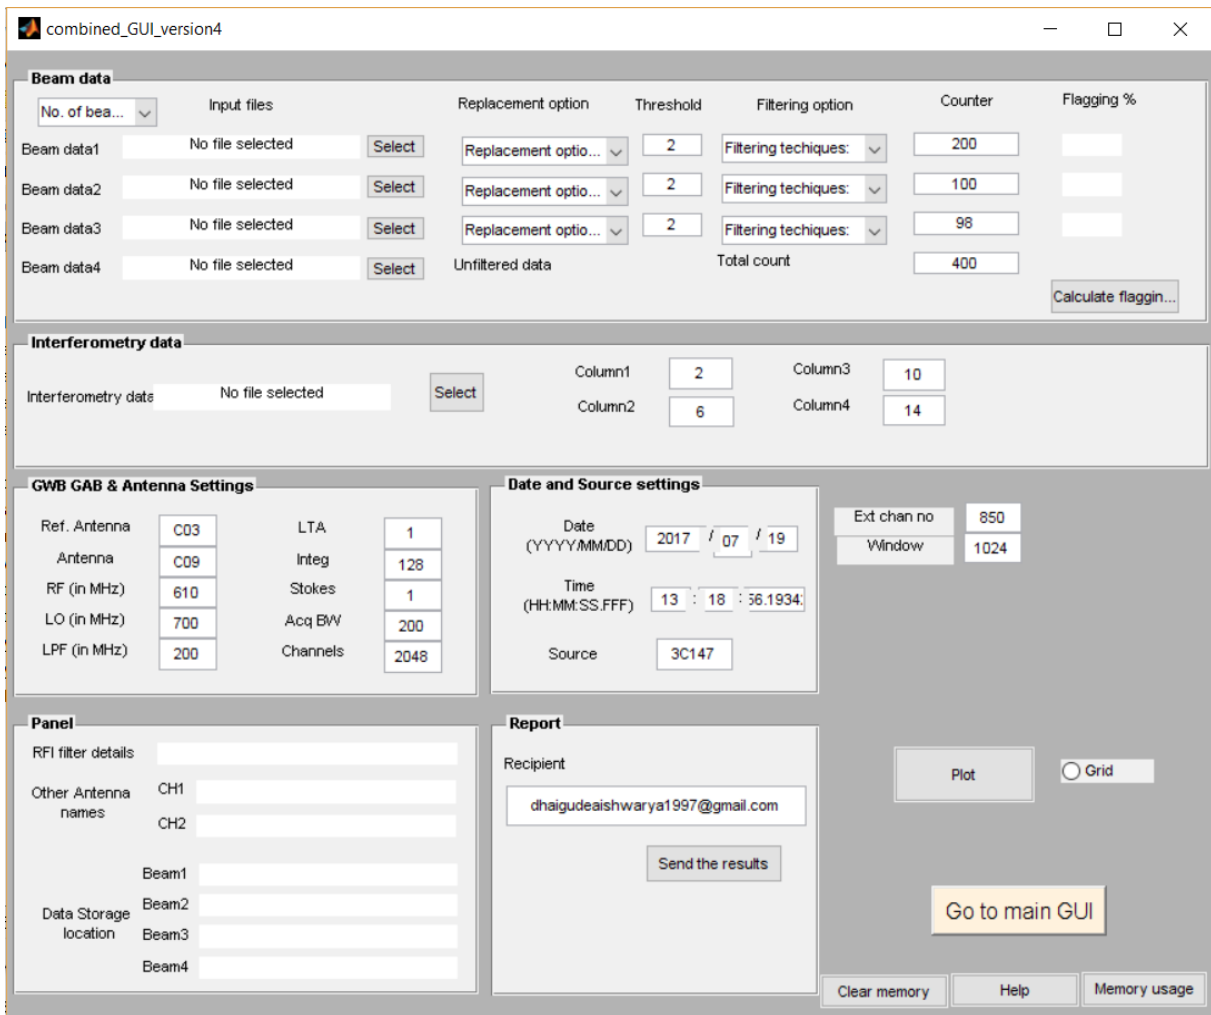 combined_GUI_version4
Beam data
No. of bea... Input files Replacement option Threshold Filtering option Counter Flagging %
Beam data1 No file selected Select Replacement optio... 2 Filtering techiques: 200
Beam data2 No file selected Select Replacement optio... 2 Filtering techiques: 100
Beam data3 No file selected Select Replacement optio... 2 Filtering techiques: 98
Beam data4 No file selected Select Unfiltered data Total count 400
Calculate flaggin...
Interferometry data
Interferometry data No file selected Select
Column1 2 Column3 10
Column2 6 Column4 14
GWB GAB & Antenna Settings
Ref. Antenna C03 LTA 1
Antenna C09 Integ 128
RF (in MHz) 610 Stokes 1
LO (in MHz) 700 Acq BW 200
LPF (in MHz) 200 Channels 2048
Date and Source settings
Date
(YYYY/MM/DD) 2017 / 07 / 19
Time
(HH:MM:SS.FFF) 13 : 18 : 56.1934
Source 3C147
Ext chan no 850
Window 1024
Panel
RFI filter details
Other Antenna
names
CH1
CH2
Data Storage
location
Beam1
Beam2
Beam3
Beam4
Report
Recipient
dhaigudeaishwarya1997@gmail.com
Send the results
Plot Grid
Go to main GUI
Clear memory Help Memory usage